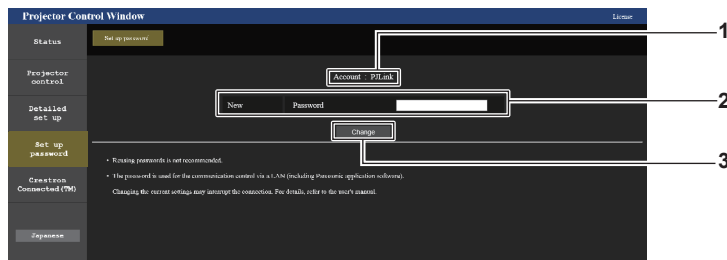 Projector Control Window
License
1
Status
Set up password
Projector
control
Account : PJLink
New Password
2
Detailed
set up
Change
Set up
password
3
• Reusing passwords is not recommended.
• The password is used for the communication control via a LAN (including Panasonic application software).
Changing the current settings may interrupt the connection. For details, refer to the user's manual.
Crestron
Connected(TM)
Japanese